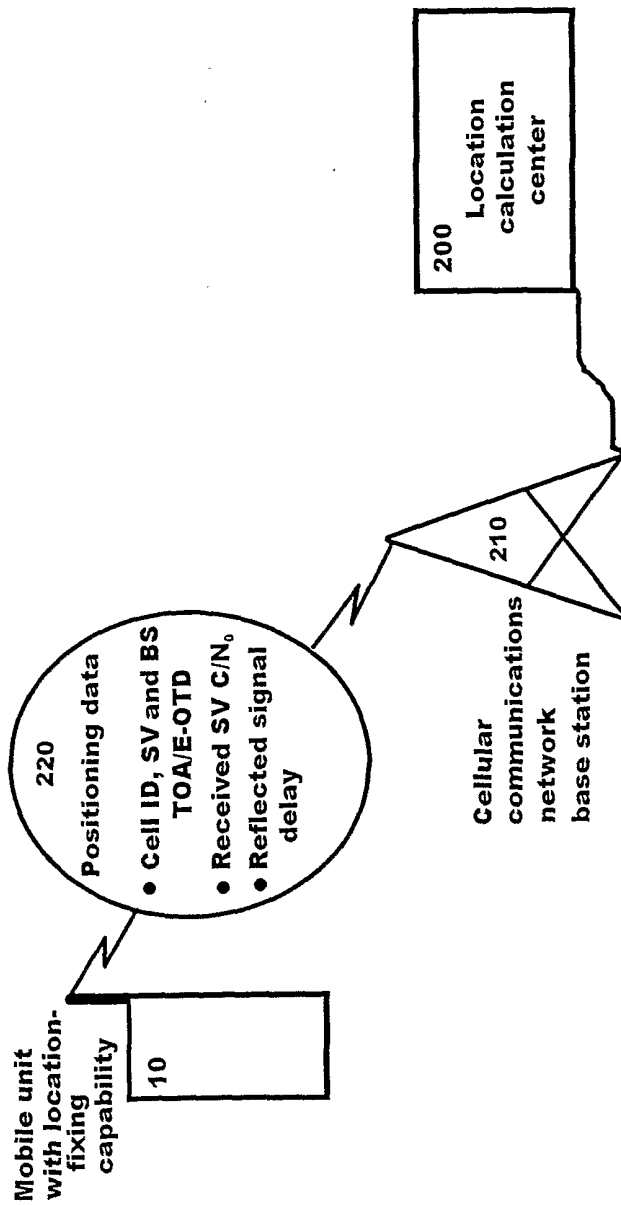 Mobile unit
with location-
fixing
capability
10
220
Positioning data
• Cell ID, SV and BS
TOA/E-OTD
• Received SV C/N₀
• Reflected signal
delay
Cellular
communications
network
base station
210
200
Location
calculation
center